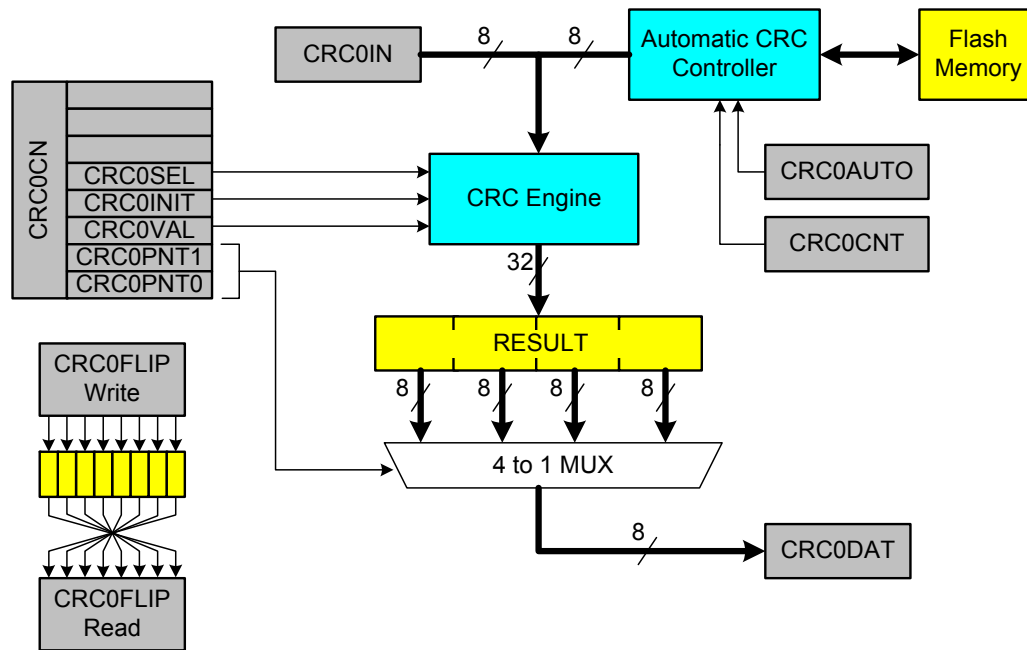 CRC0IN
8
8
Automatic CRC
Controller
Flash
Memory
CRC0CN
CRC0SEL
CRC0INIT
CRC0VAL
CRC0PNT1
CRC0PNT0
CRC Engine
CRC0AUTO
CRC0CNT
32
RESULT
8
8
8
8
4 to 1 MUX
8
CRC0DAT
CRC0FLIP
Write
CRC0FLIP
Read